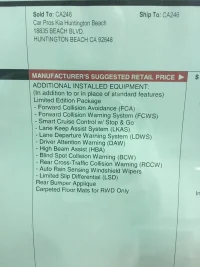 Sold To: CA246 Ship To: CA246
Car Pros Kia Huntington Beach
18835 BEACH BLVD.
HUNTINGTON BEACH CA 92648
MANUFACTURER'S SUGGESTED RETAIL PRICE ▶ $
ADDITIONAL INSTALLED EQUIPMENT:
(In addition to or in place of standard features)
Limited Edition Package
- Forward Collision Avoidance (FCA)
- Forward Collision Warning System (FCWS)
- Smart Cruise Control w/ Stop & Go
- Lane Keep Assist System (LKAS)
- Lane Departure Warning System (LDWS)
- Driver Attention Warning (DAW)
- High Beam Assist (HBA)
- Blind Spot Collision Warning (BCW)
- Rear Cross-Traffic Collision Warning (RCCW)
- Auto Rain Sensing Windshield Wipers
- Limited Slip Differential (LSD)
Rear Bumper Applique
Carpeted Floor Mats for RWD Only